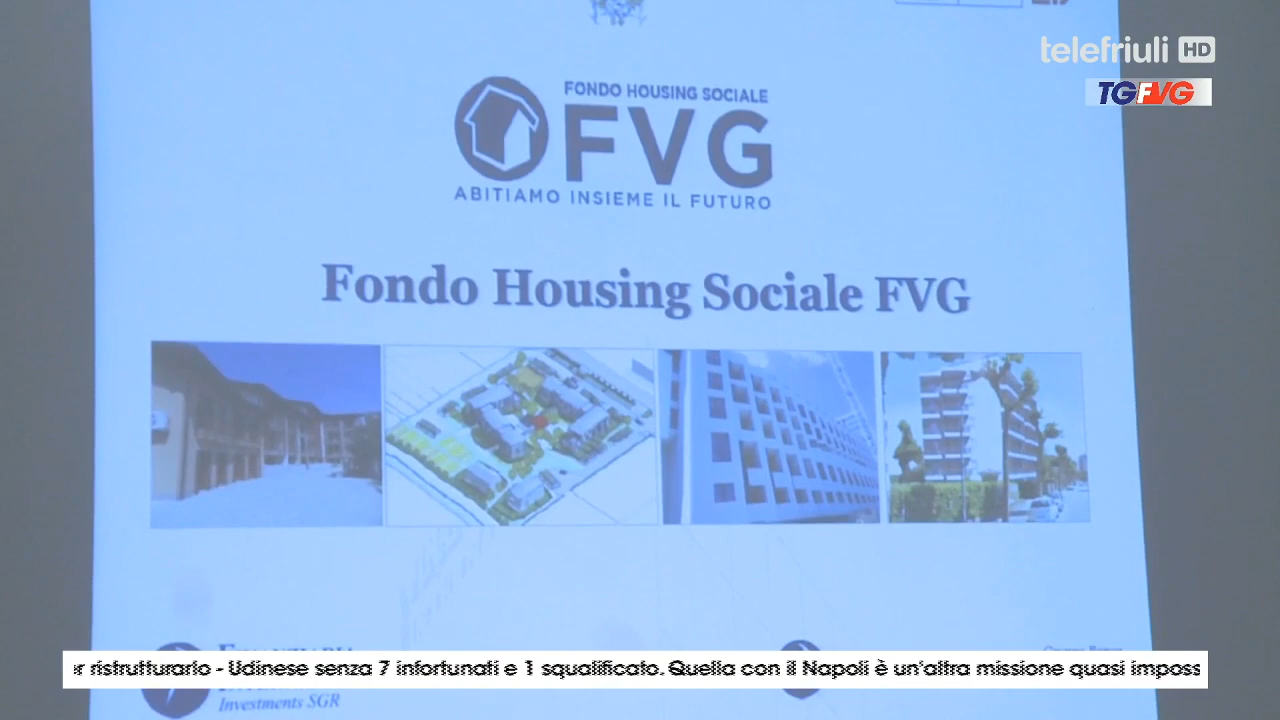 telefriuli HD
TGFVG
FONDO HOUSING SOCIALE
FVG
ABITIAMO INSIEME IL FUTURO
Fondo Housing Sociale FVG
ristrutturarlo - Udinese senza 7 infortunati e 1 squalificato. Quella con il Napoli è un'altra missione quasi imposs
Investments SGR